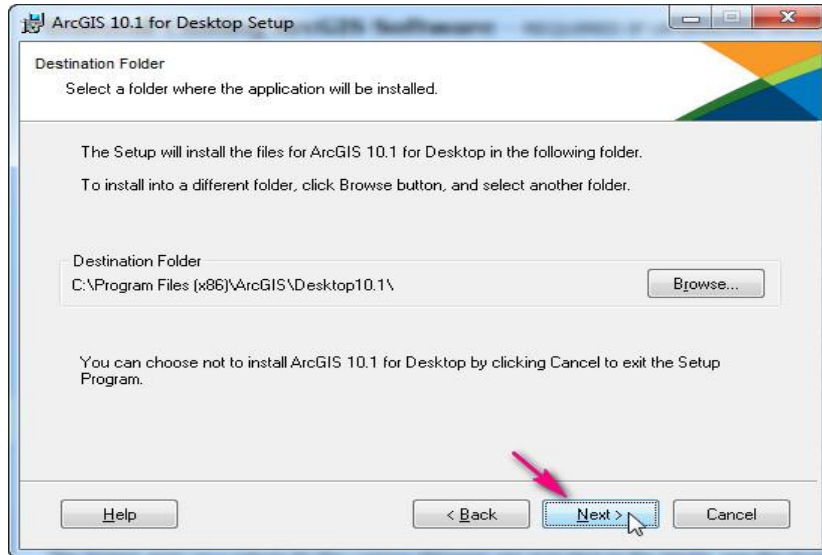 ArcGIS 10.1 for Desktop Setup
Destination Folder
Select a folder where the application will be installed.
The Setup will install the files for ArcGIS 10.1 for Desktop in the following folder.
To install into a different folder, click Browse button, and select another folder.
Destination Folder
C:\Program Files (x86)\ArcGIS\Desktop10.1\
Browse...
You can choose not to install ArcGIS 10.1 for Desktop by clicking Cancel to exit the Setup
Program.
Help
< Back
Next >
Cancel